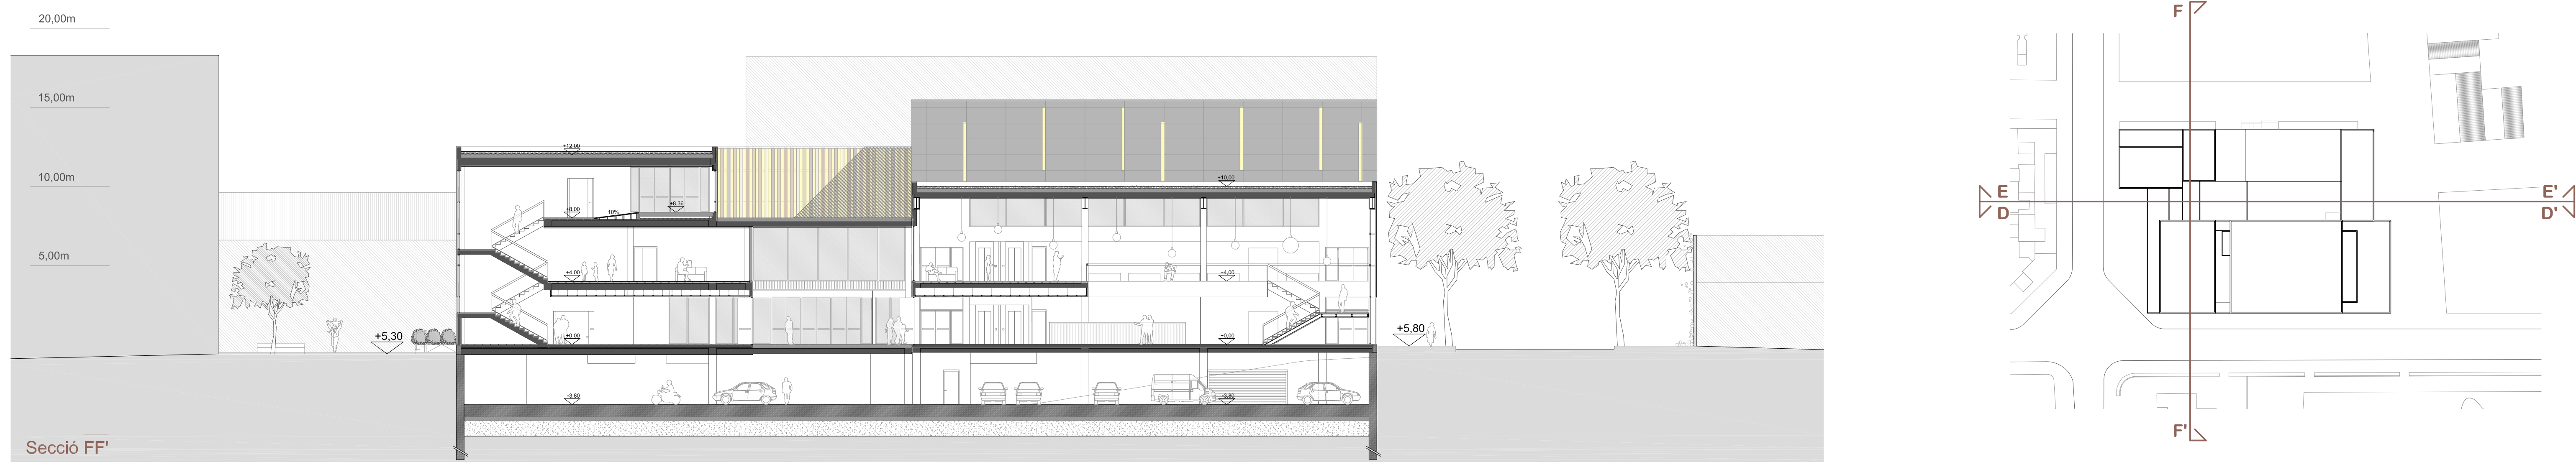 20,00m
15,00m
10,00m
5,00m
+12,00
+10,00
+8,00
10%
+8,36
+4,00
+4,00
+5,30
+0,00
+0,00
+5,80
-3,80
-3,80
Secció FF'
F
E
E'
D
D'
F'